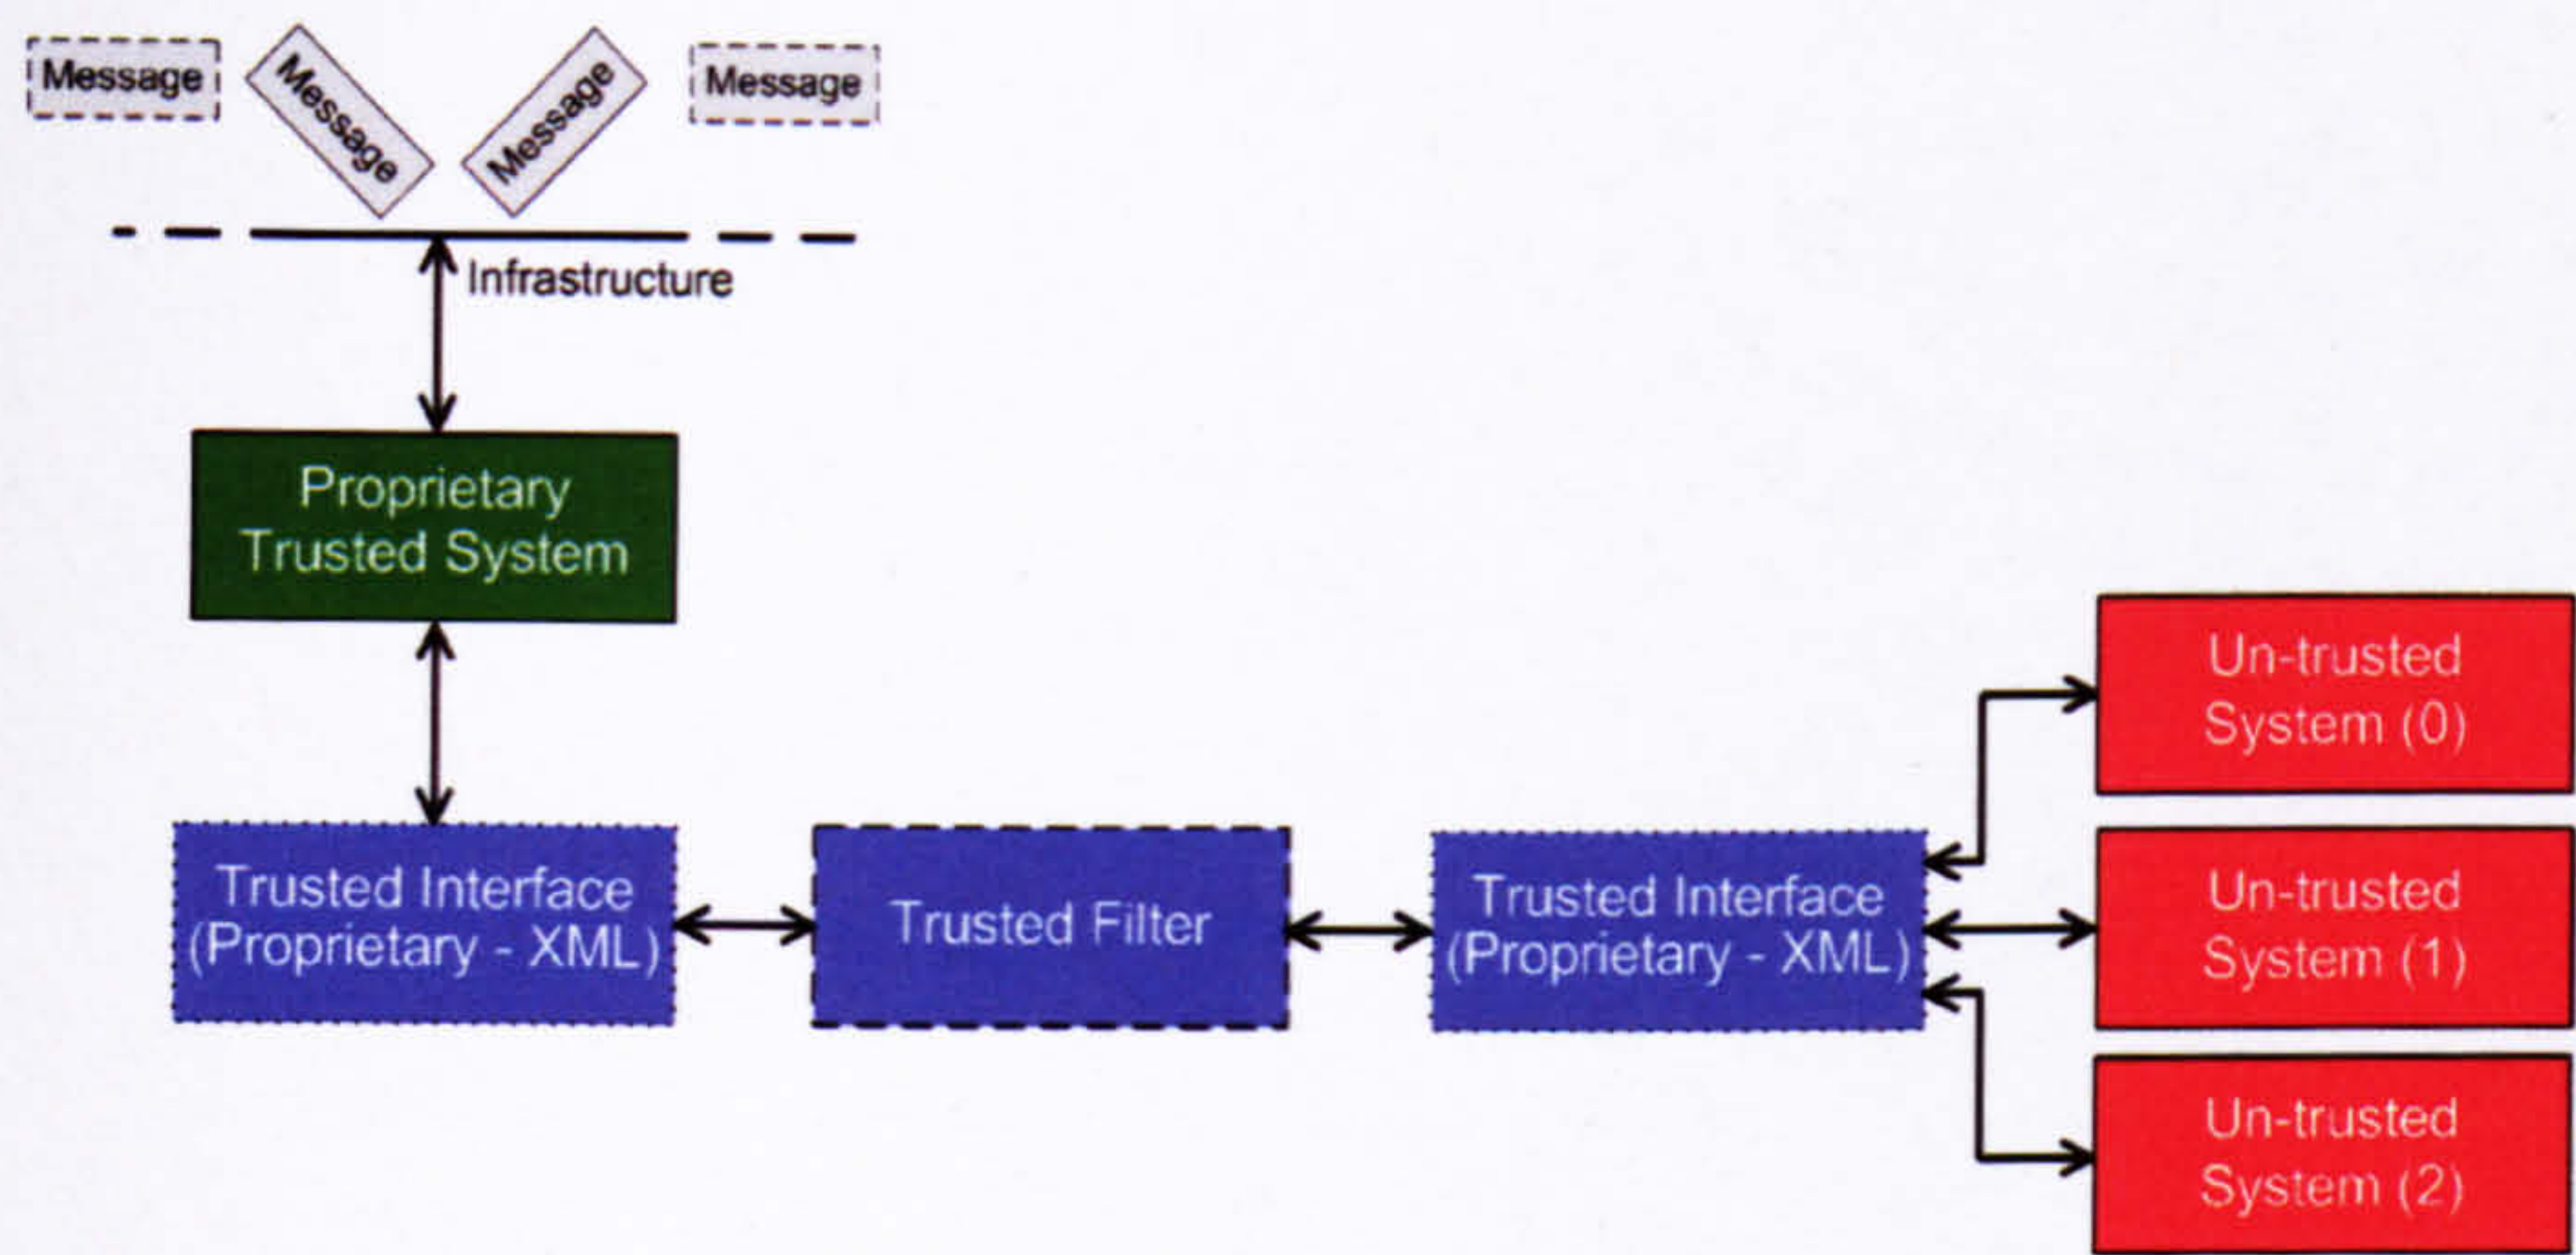 Message
Message
Message
Message
Infrastructure
Proprietary
Trusted System
Trusted Interface
(Proprietary - XML)
Trusted Filter
Trusted Interface
(Proprietary - XML)
Un-trusted
System (0)
Un-trusted
System (1)
Un-trusted
System (2)